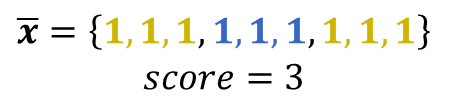 x̅ = {1, 1, 1, 1, 1, 1, 1, 1, 1}
score = 3